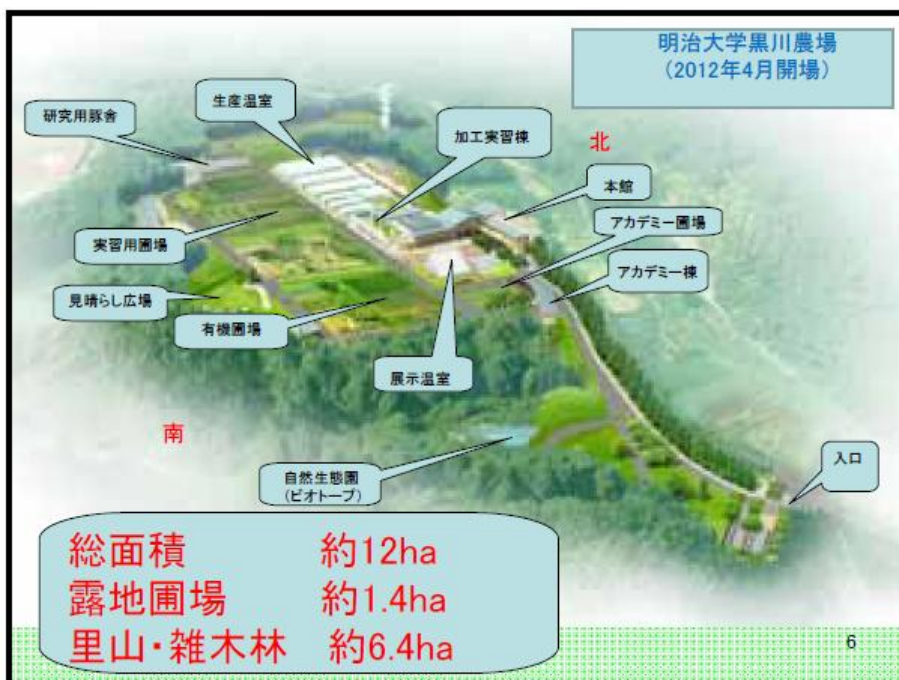 明治大学黒川農場
（2012年4月開場）
生産温室
研究用豚舎
加工実習棟
北
本館
アカデミー圃場
実習用圃場
アカデミー棟
見晴らし広場
有機圃場
展示温室
南
入口
自然生態園
(ビオトープ)
総面積 約12ha
露地圃場 約1.4ha
里山・雑木林 約6.4ha
6